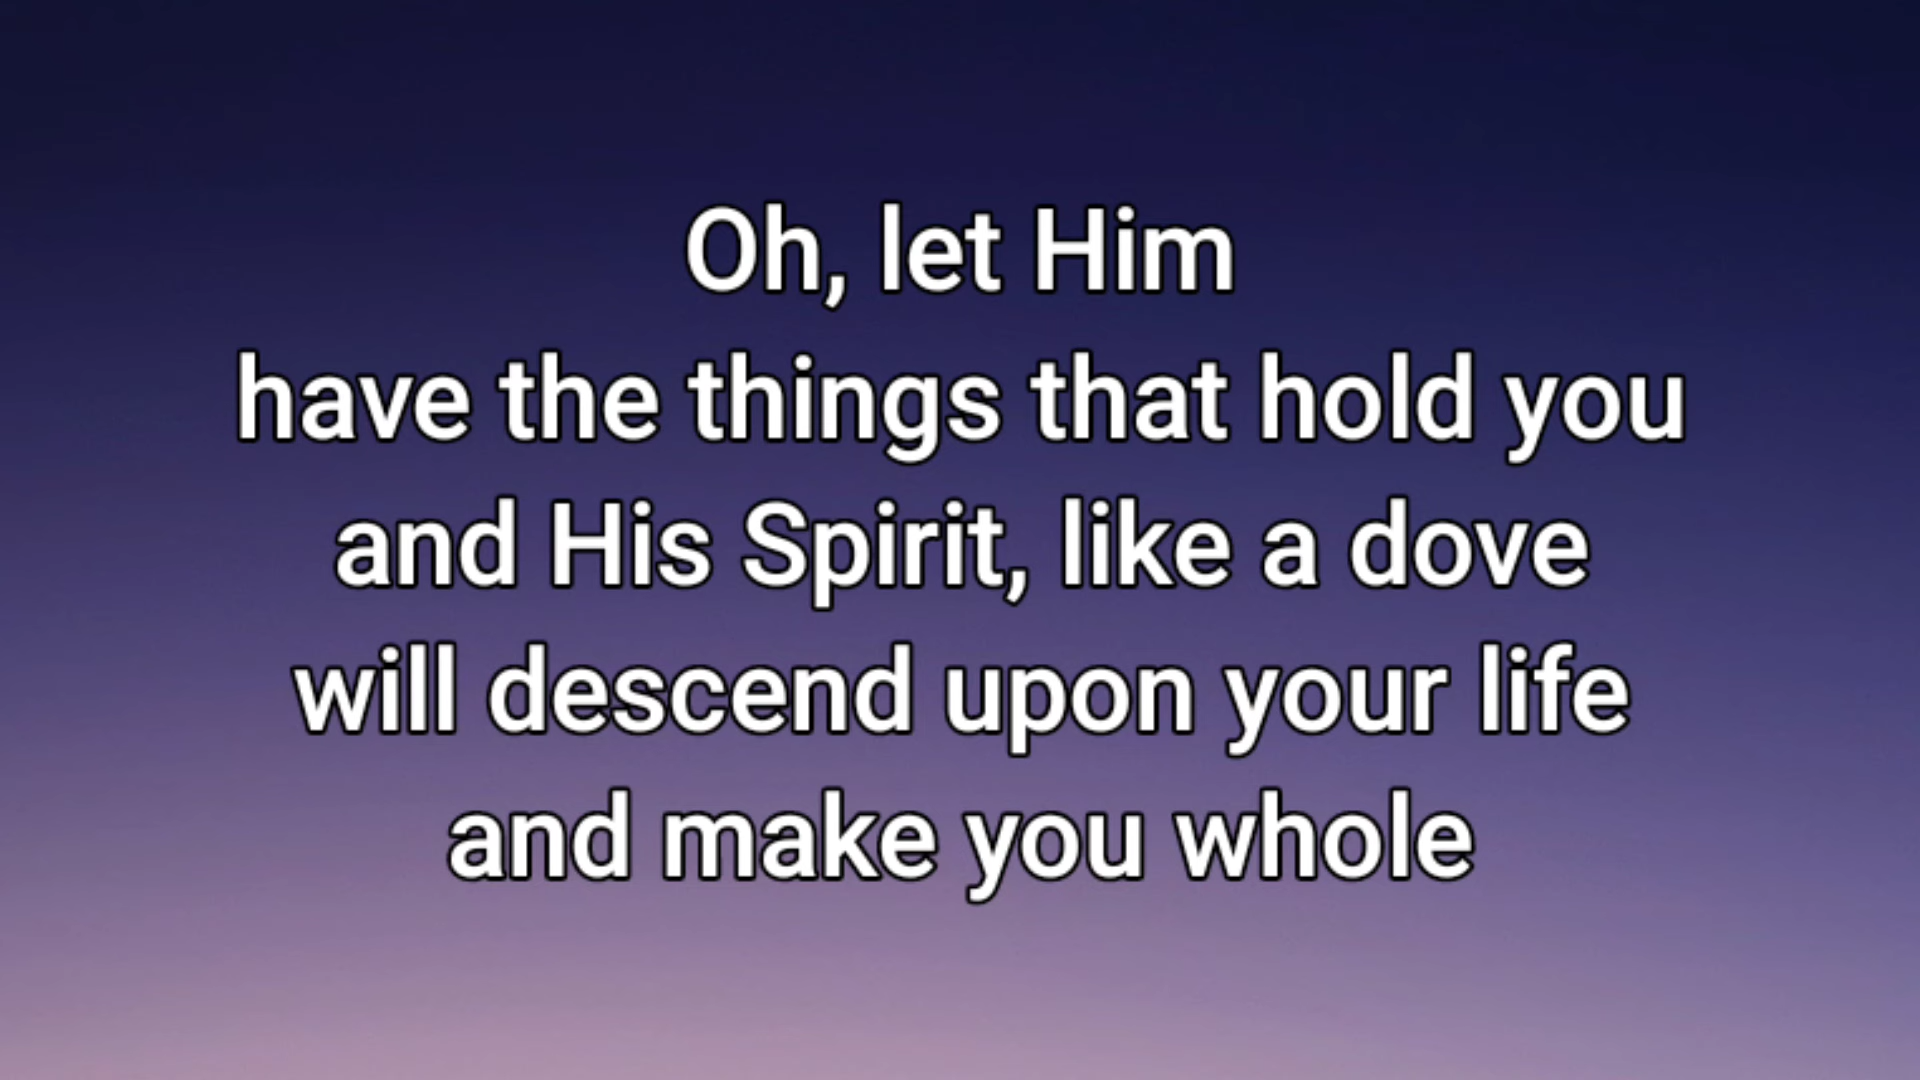 Oh, let Him
have the things that hold you
and His Spirit, like a dove
will descend upon your life
and make you whole